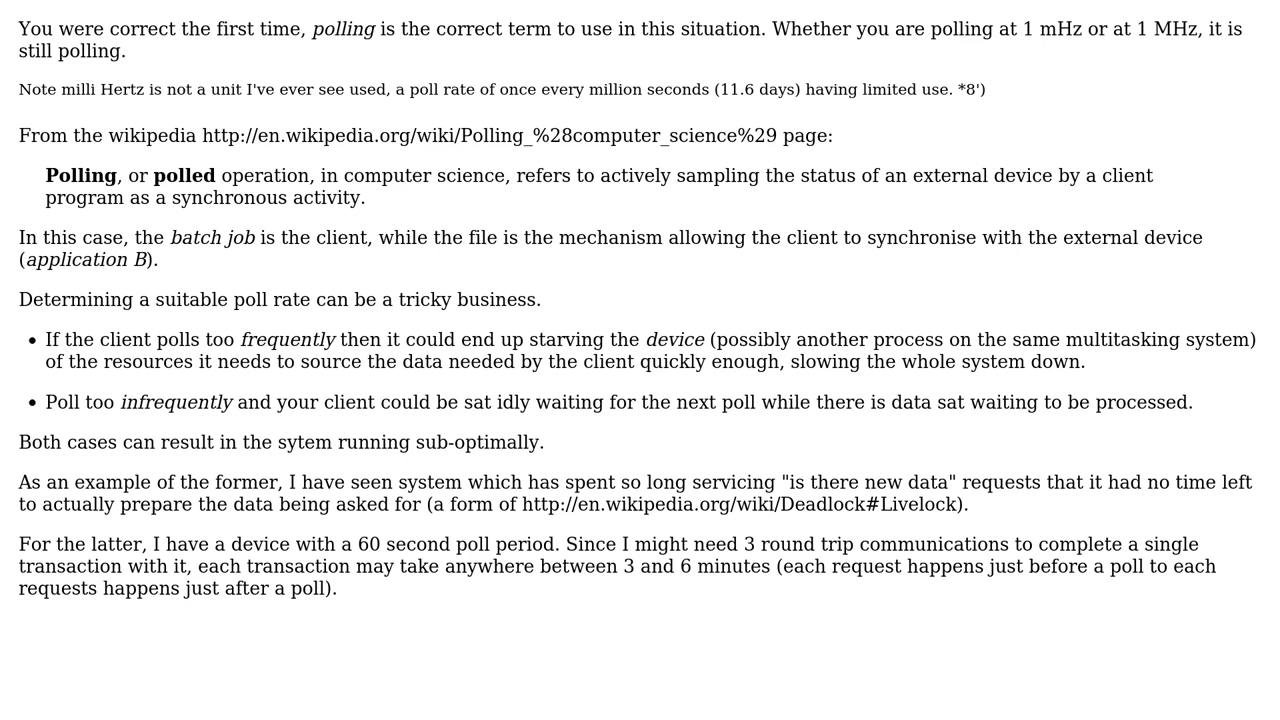 You were correct the first time, polling is the correct term to use in this situation. Whether you are polling at 1 mHz or at 1 MHz, it is
still polling.
Note milli Hertz is not a unit I've ever see used, a poll rate of once every million seconds (11.6 days) having limited use. *8')
From the wikipedia http://en.wikipedia.org/wiki/Polling_%28computer_science%29 page:
Polling, or polled operation, in computer science, refers to actively sampling the status of an external device by a client
program as a synchronous activity.
In this case, the batch job is the client, while the file is the mechanism allowing the client to synchronise with the external device
(application B).
Determining a suitable poll rate can be a tricky business.
• If the client polls too frequently then it could end up starving the device (possibly another process on the same multitasking system)
of the resources it needs to source the data needed by the client quickly enough, slowing the whole system down.
• Poll too infrequently and your client could be sat idly waiting for the next poll while there is data sat waiting to be processed.
Both cases can result in the sytem running sub-optimally.
As an example of the former, I have seen system which has spent so long servicing "is there new data" requests that it had no time left
to actually prepare the data being asked for (a form of http://en.wikipedia.org/wiki/Deadlock#Livelock).
For the latter, I have a device with a 60 second poll period. Since I might need 3 round trip communications to complete a single
transaction with it, each transaction may take anywhere between 3 and 6 minutes (each request happens just before a poll to each
requests happens just after a poll).